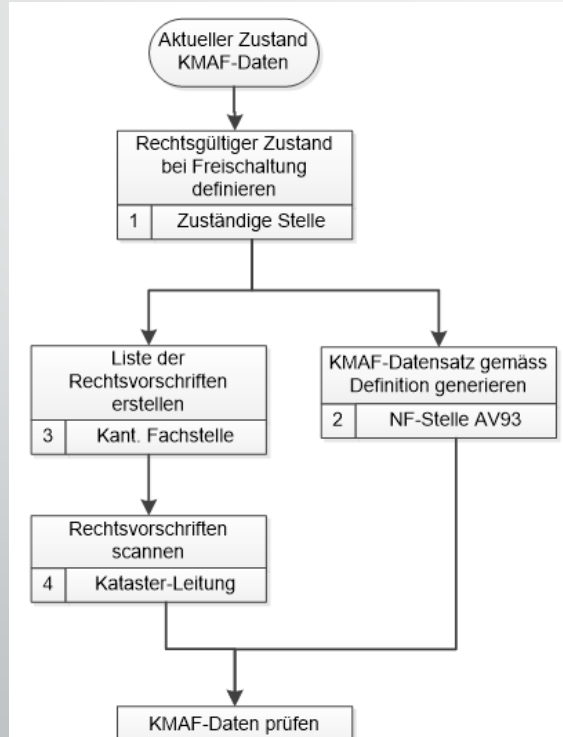 Aktueller Zustand
KMAF-Daten
Rechtsgültiger Zustand
bei Freischaltung
definieren
1 Zuständige Stelle
Liste der
Rechtsvorschriften
erstellen
3 Kant. Fachstelle
KMAF-Datensatz gemäss
Definition generieren
2 NF-Stelle AV93
Rechtsvorschriften
scannen
4 Kataster-Leitung
KMAF-Daten prüfen